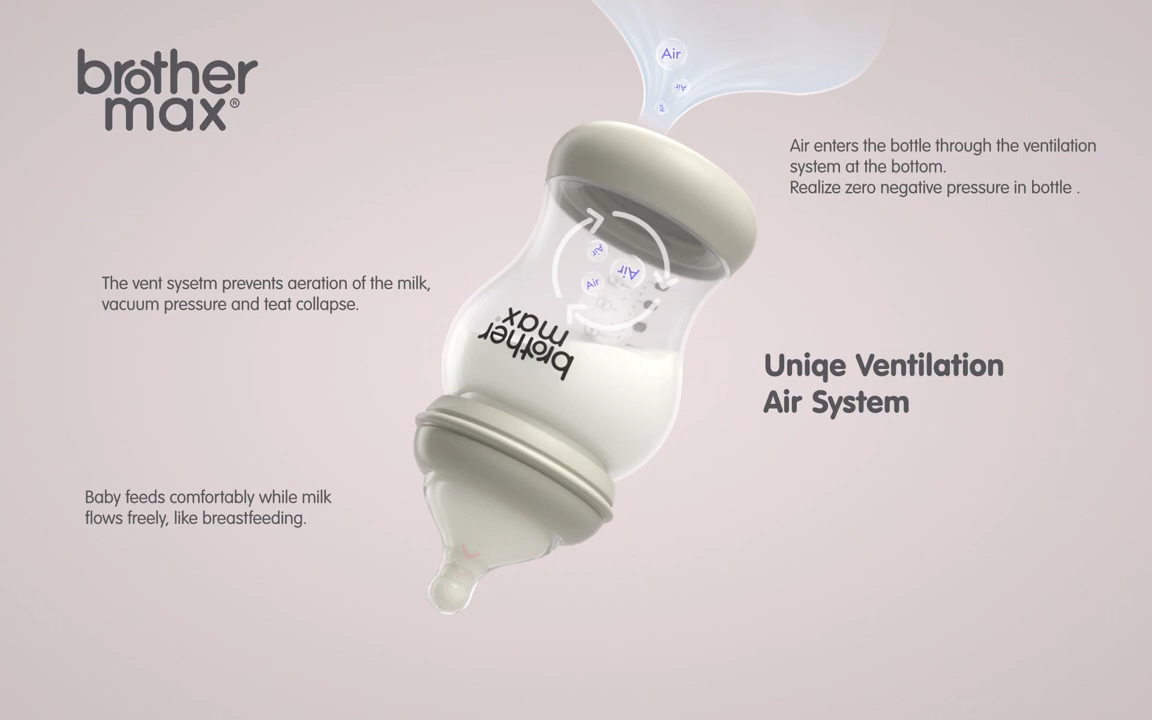 brother
max®
Air
Air
Air enters the bottle through the ventilation
system at the bottom.
Realize zero negative pressure in bottle .
Air
Air
Air
The vent sysetm prevents aeration of the milk,
vacuum pressure and teat collapse.
brother
max®
Uniqe Ventilation
Air System
Baby feeds comfortably while milk
flows freely, like breastfeeding.